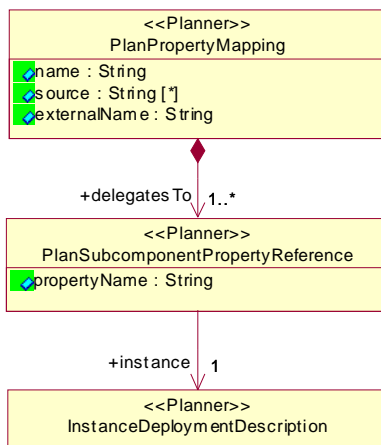 <<Planner>>
PlanPropertyMapping
name : String
source : String [*]
externalName : String
+delegatesTo
1..*
<<Planner>>
PlanSubcomponentPropertyReference
propertyName : String
+instance
1
<<Planner>>
InstanceDeploymentDescription